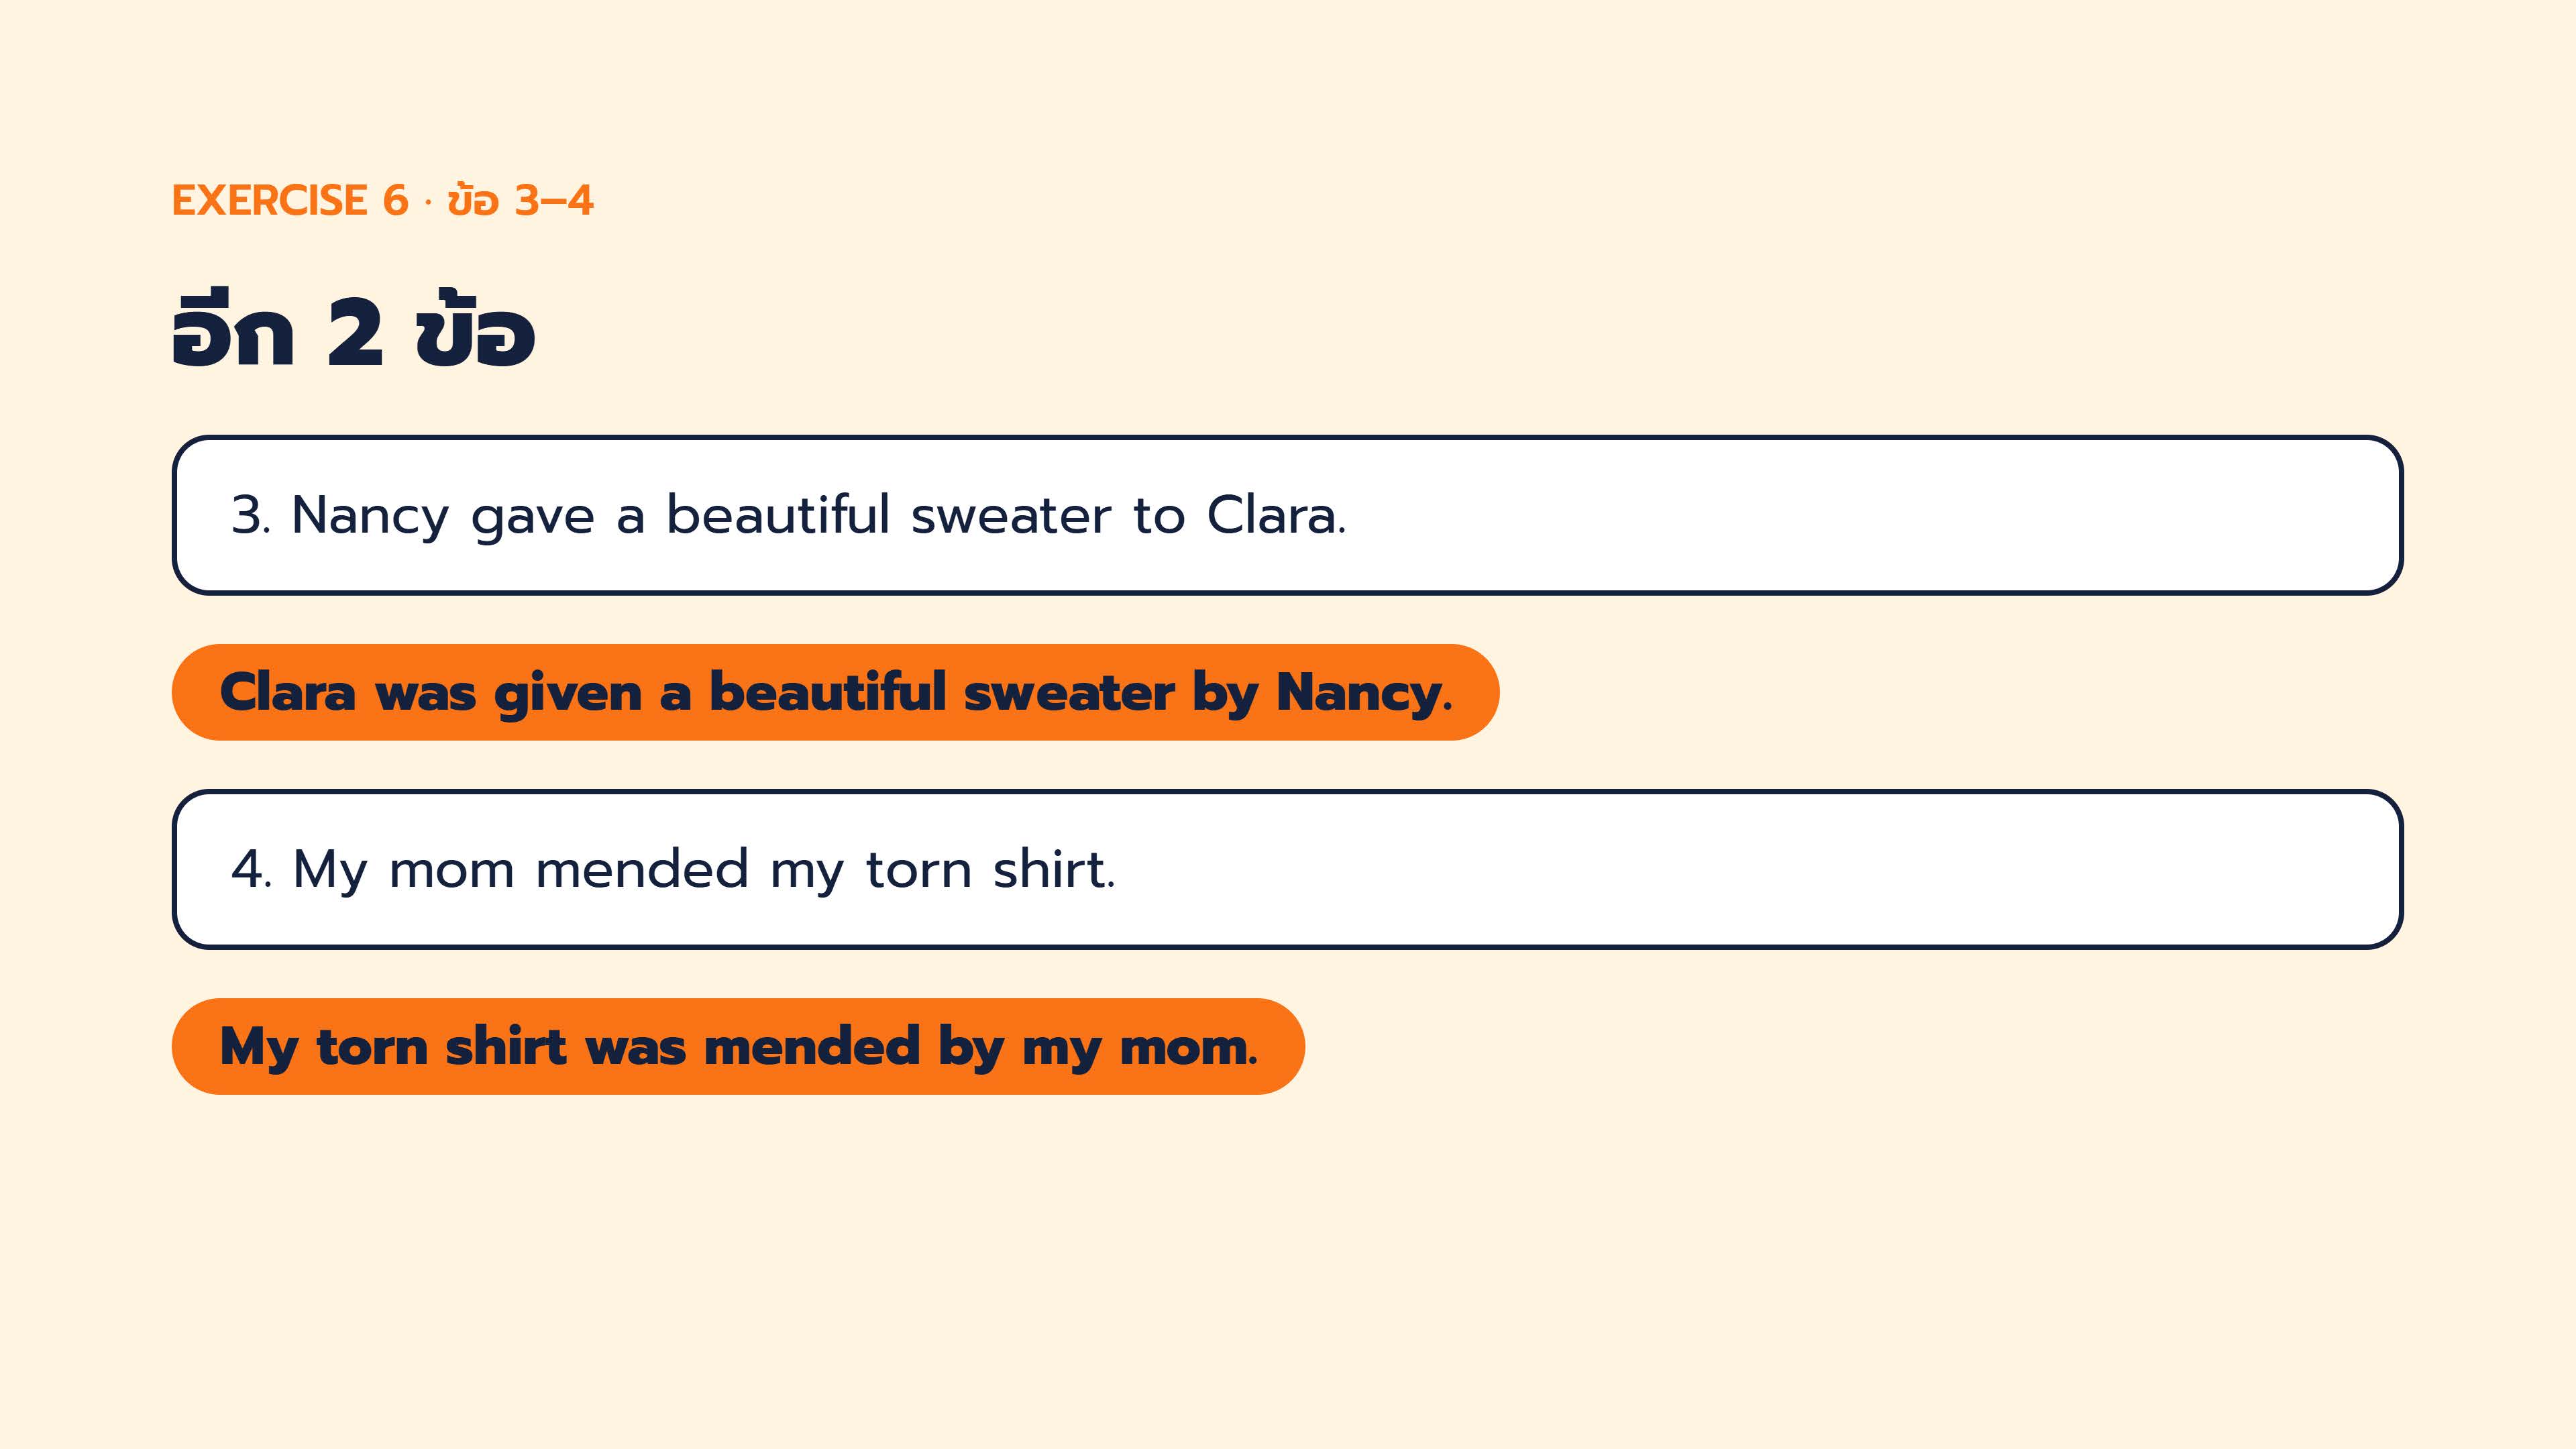 EXERCISE 6 · ข้อ 3–4
อีก 2 ข้อ
3. Nancy gave a beautiful sweater to Clara.
Clara was given a beautiful sweater by Nancy.
4. My mom mended my torn shirt.
My torn shirt was mended by my mom.